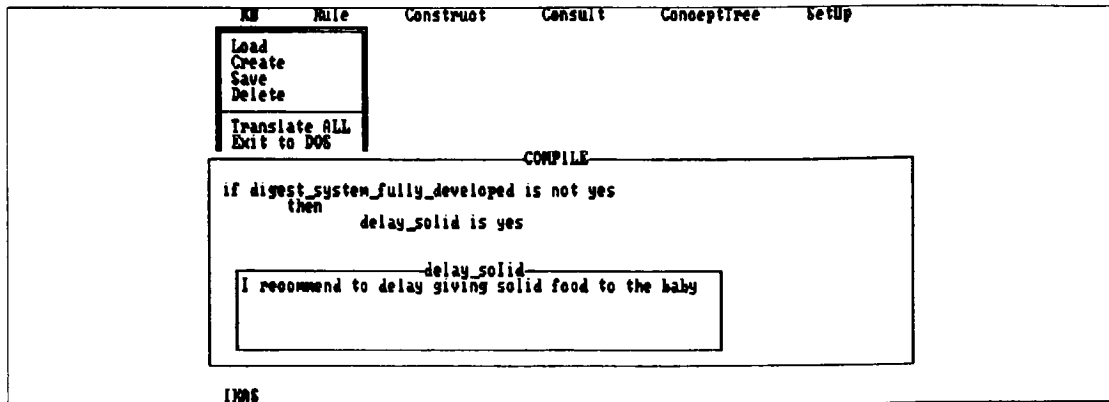 KB Rule Construct Consult ConceptTree SetUp
Load
Create
Save
Delete
Translate ALL
Exit to DOS
COMPILE
if digest_system_fully_developed is not yes
then
delay_solid is yes
delay_solid
I recommend to delay giving solid food to the baby
IKAS